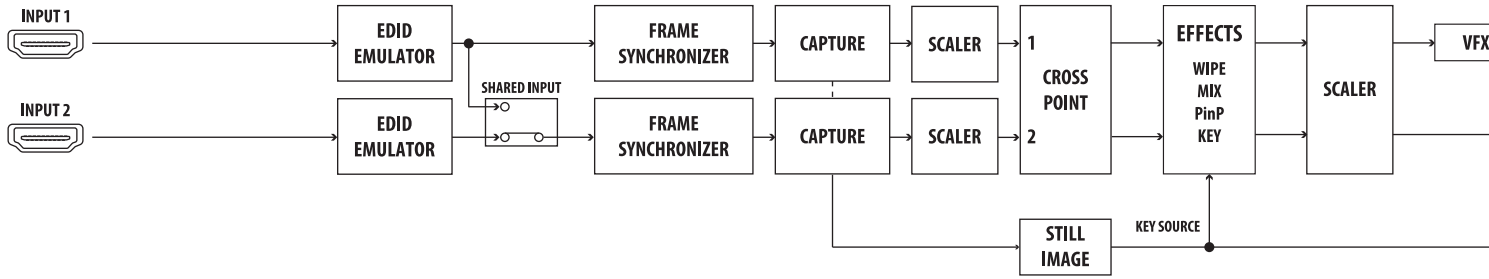 INPUT 1
EDID
EMULATOR
FRAME
SYNCHRONIZER
CAPTURE
SCALER
1
CROSS
POINT
2
EFFECTS
WIPE
MIX
PinP
KEY
SCALER
VFX
SHARED INPUT
INPUT 2
EDID
EMULATOR
FRAME
SYNCHRONIZER
CAPTURE
SCALER
STILL
IMAGE
KEY SOURCE